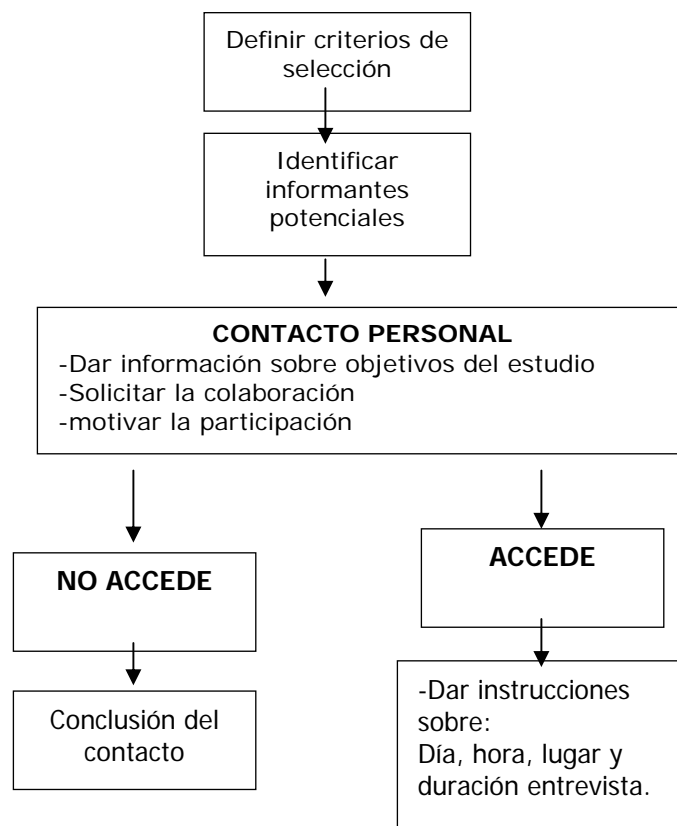 Definir criterios de
selección
Identificar
informantes
potenciales
CONTACTO PERSONAL
-Dar información sobre objetivos del estudio
-Solicitar la colaboración
-motivar la participación
NO ACCEDE
ACCEDE
Conclusión del
contacto
-Dar instrucciones
sobre:
Día, hora, lugar y
duración entrevista.